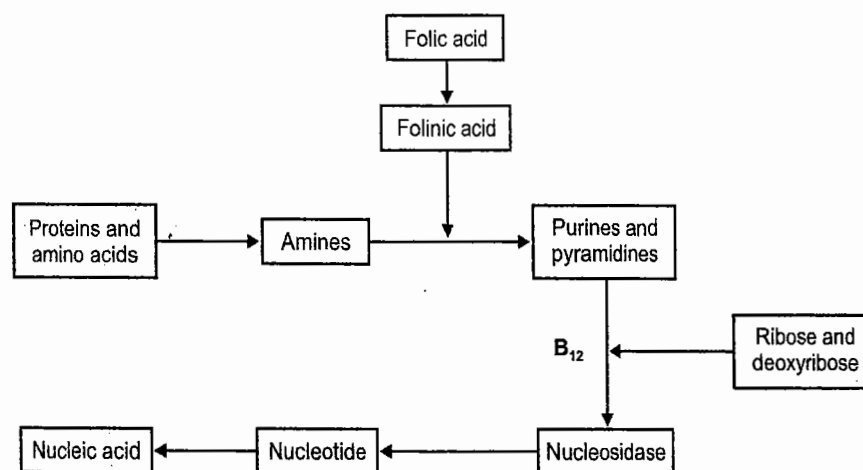 Folic acid
Folinic acid
Proteins and
amino acids
Amines
Purines and
pyramidines
B12
Ribose and
deoxyribose
Nucleic acid
Nucleotide
Nucleosidase